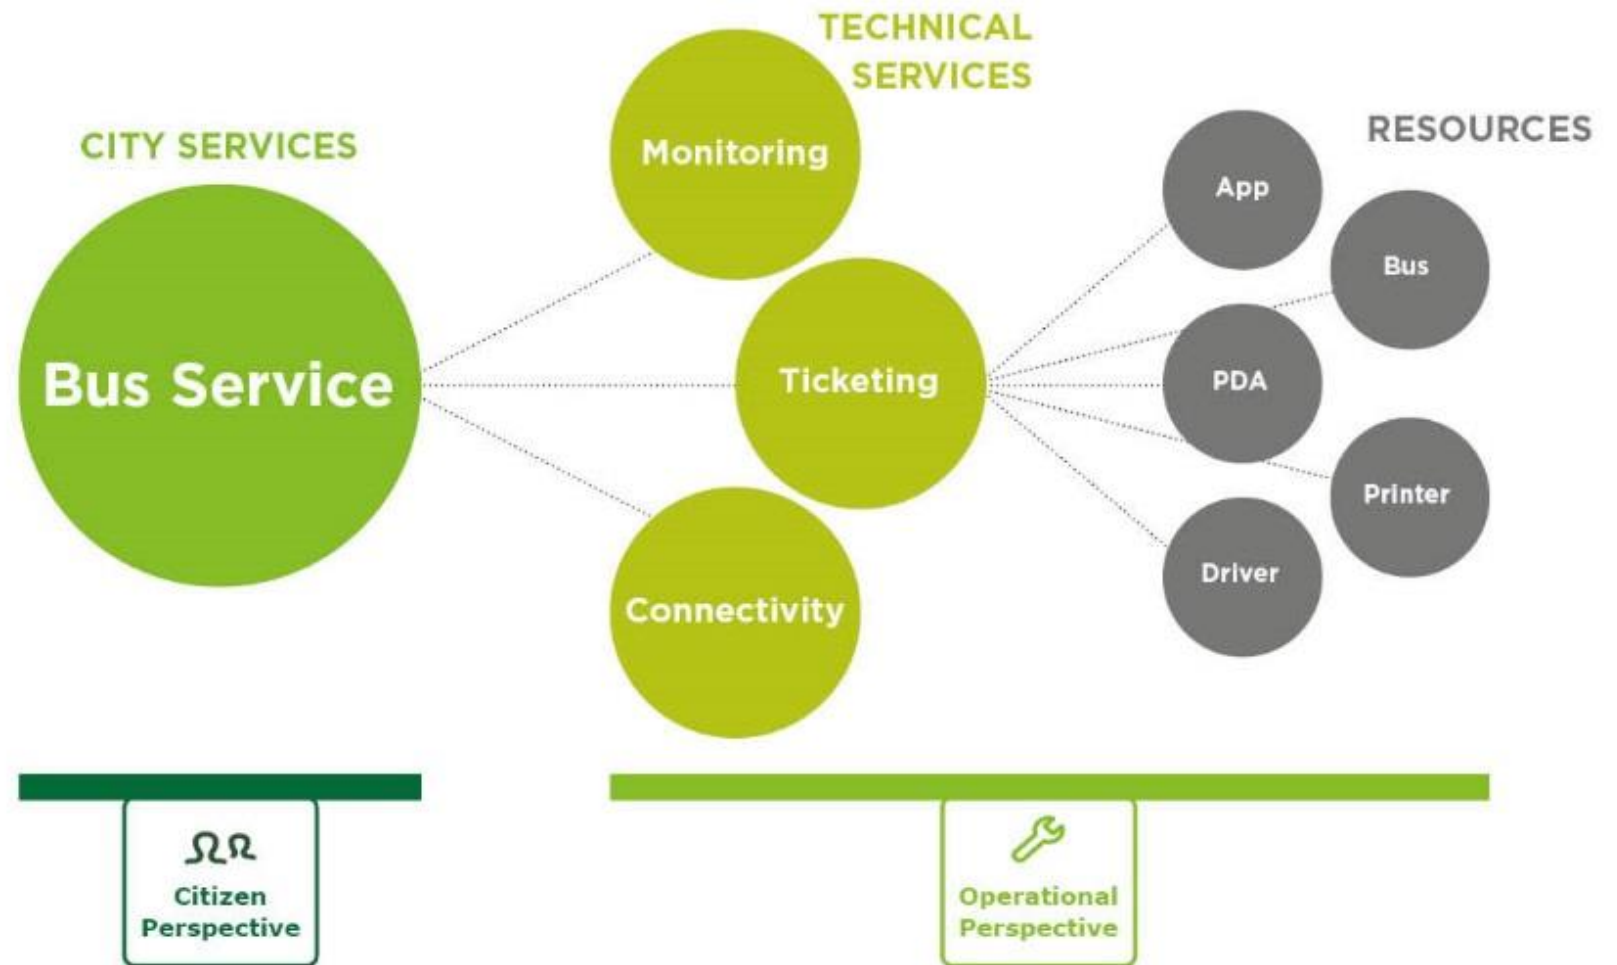 TECHNICAL
SERVICES
CITY SERVICES
RESOURCES
Monitoring
App
Bus
Bus Service
Ticketing
PDA
Printer
Driver
Connectivity
Citizen
Perspective
Operational
Perspective